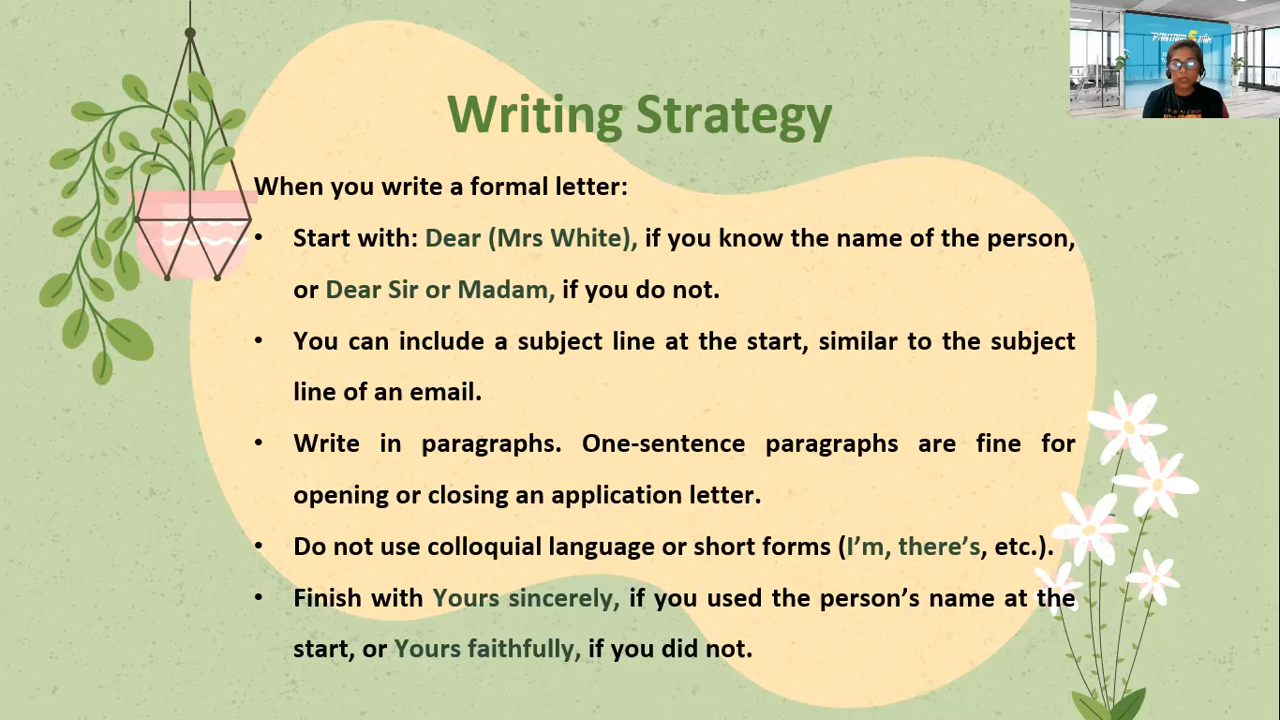 Writing Strategy
When you write a formal letter:
• Start with: Dear (Mrs White), if you know the name of the person,
or Dear Sir or Madam, if you do not.
• You can include a subject line at the start, similar to the subject
line of an email.
• Write in paragraphs. One-sentence paragraphs are fine for
opening or closing an application letter.
• Do not use colloquial language or short forms (I’m, there’s, etc.).
• Finish with Yours sincerely, if you used the person’s name at the
start, or Yours faithfully, if you did not.